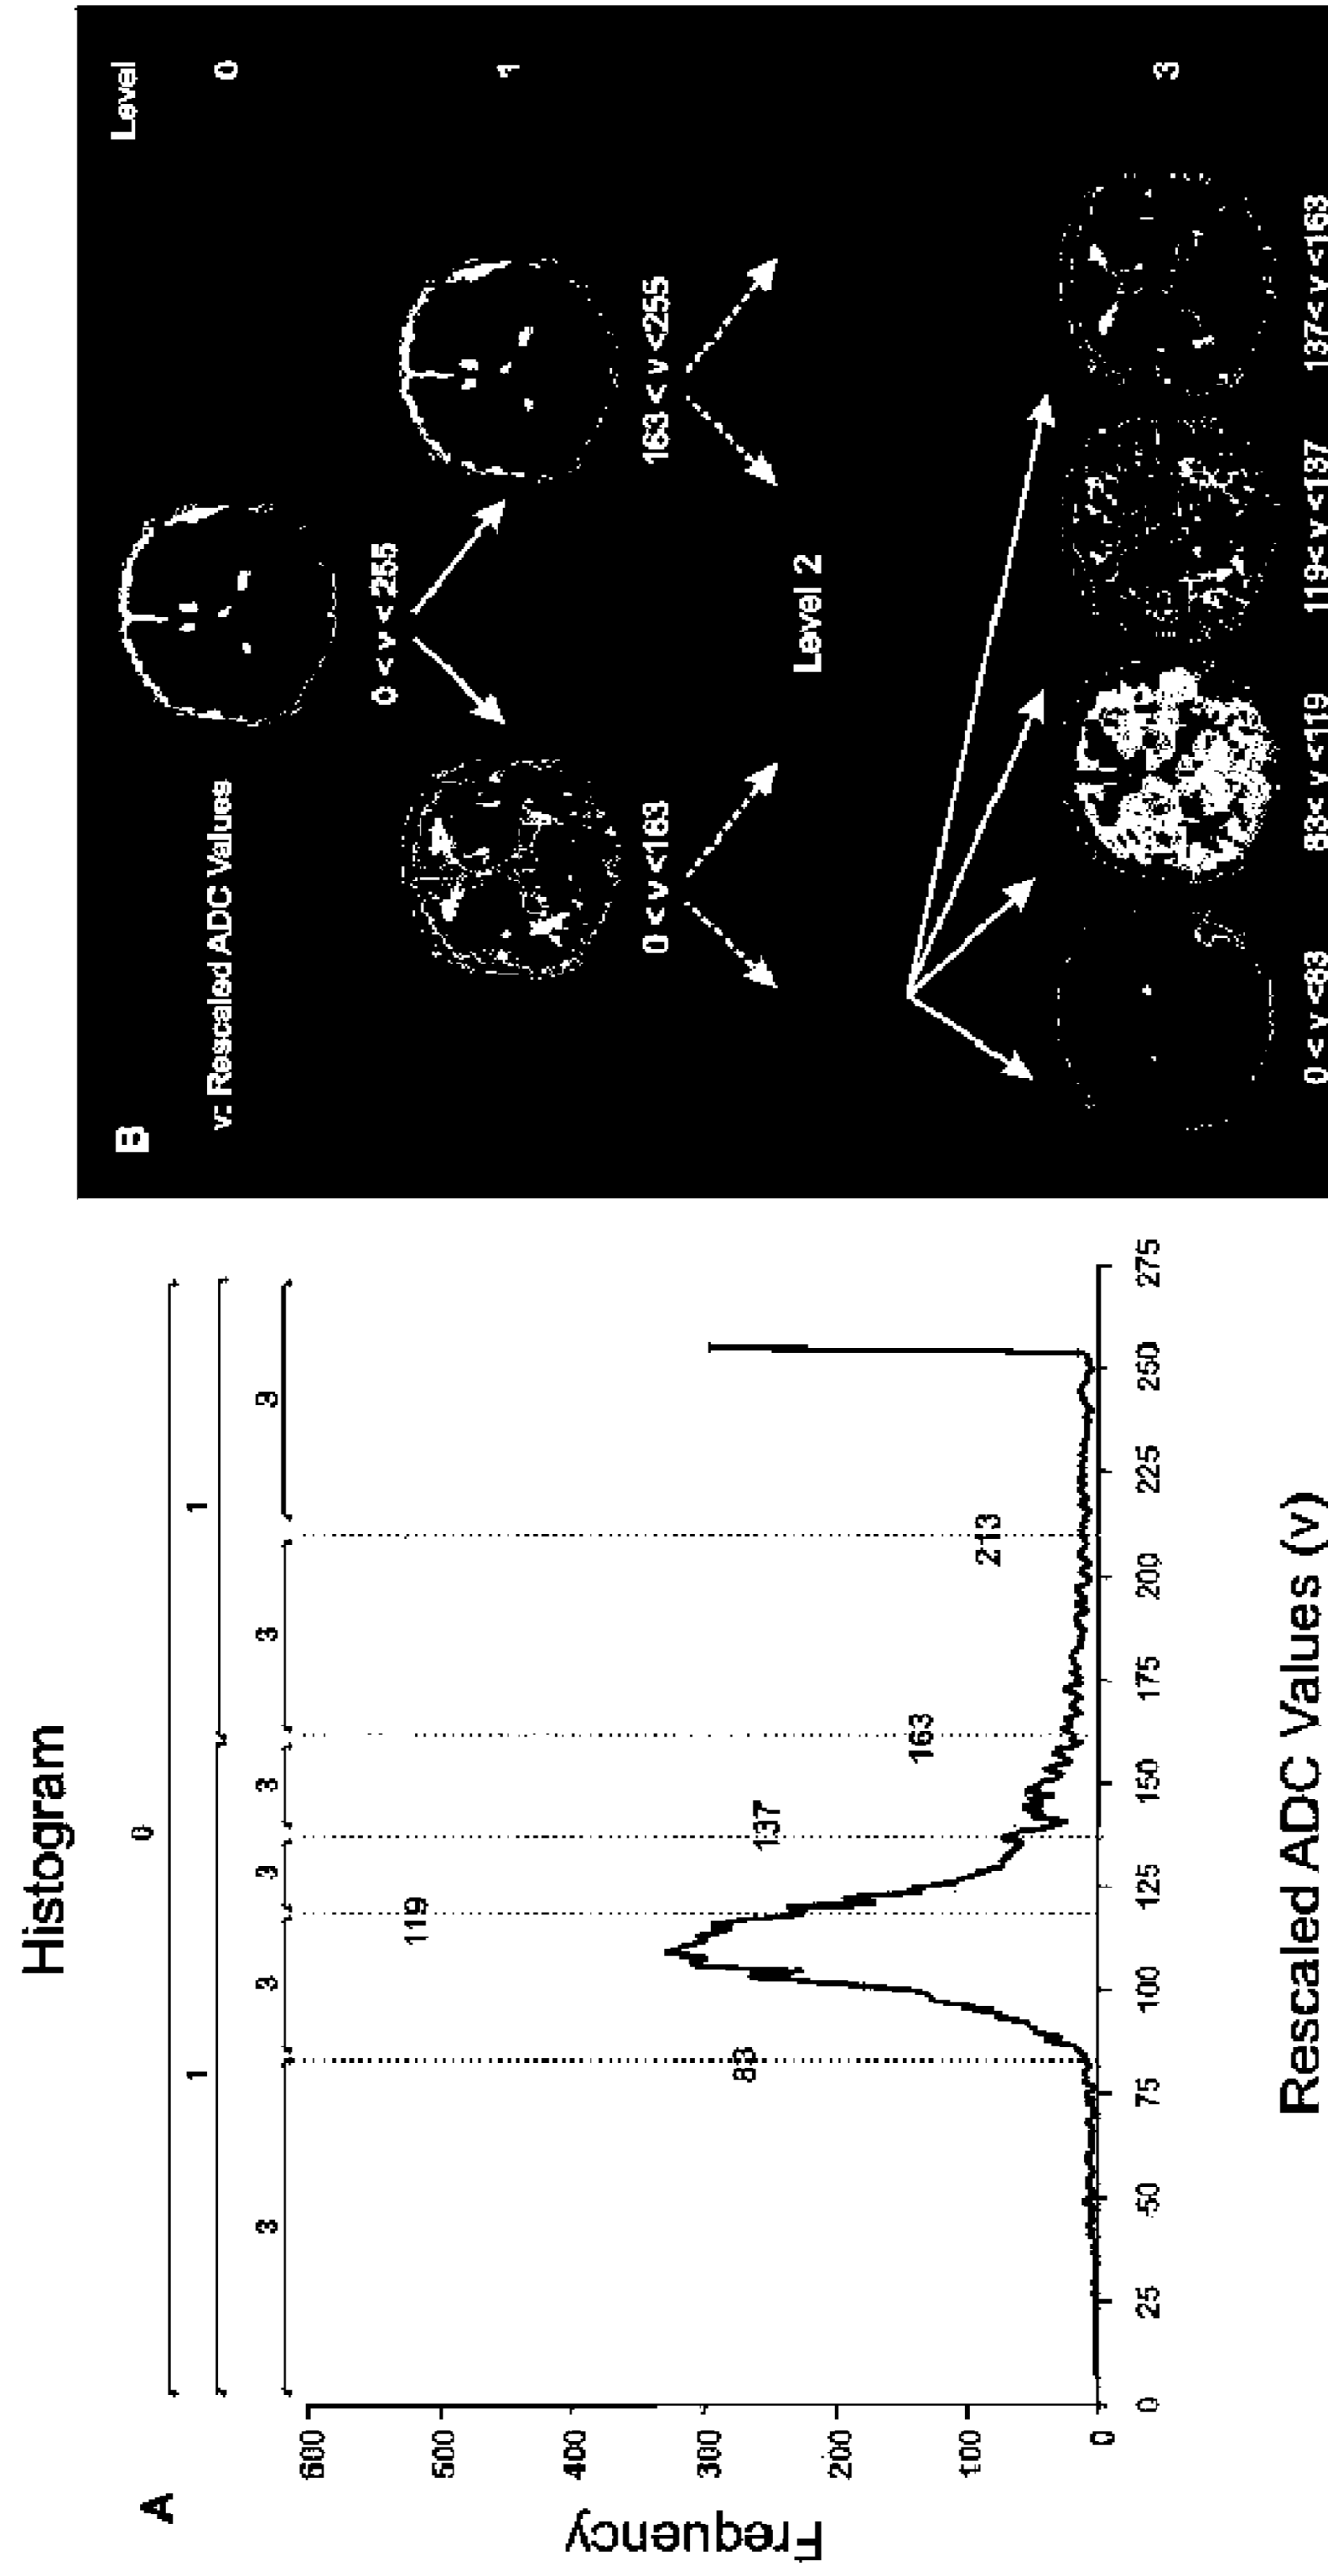 A
Histogram
0
1 1
3 3 3 3 3 3
Frequency
600
500
400
300
200
100
0
83
119
137
163
213
0 25 50 75 100 125 150 175 200 225 250 275
Rescaled ADC Values (v)
B
Level
v: Rescaled ADC Values
0
0 < v < 255
1
0 < v <163
163 < v <255
Level 2
3
0 < v <83
83< v <119
119< v <137
137< v <163